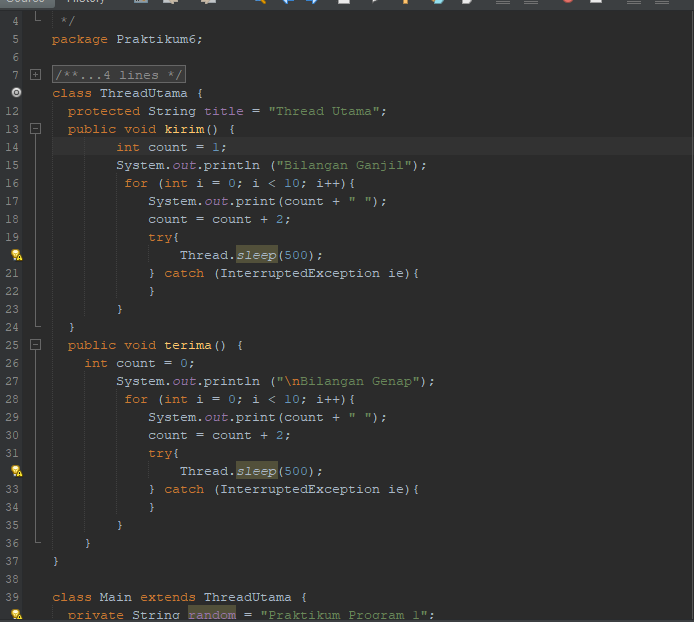 Source History
4 */
5 package Praktikum6;
6
7 /**...4 lines */
class ThreadUtama {
12 protected String title = "Thread Utama";
13 public void kirim() {
14 int count = 1;
15 System.out.println ("Bilangan Ganjil");
16 for (int i = 0; i < 10; i++){
17 System.out.print(count + " ");
18 count = count + 2;
19 try{
Thread.sleep(500);
21 } catch (InterruptedException ie){
22 }
23 }
24 }
25 public void terima() {
26 int count = 0;
27 System.out.println ("\nBilangan Genap");
28 for (int i = 0; i < 10; i++){
29 System.out.print(count + " ");
30 count = count + 2;
31 try{
Thread.sleep(500);
33 } catch (InterruptedException ie){
34 }
35 }
36 }
37 }
38
39 class Main extends ThreadUtama {
private String random = "Praktikum Program 1";